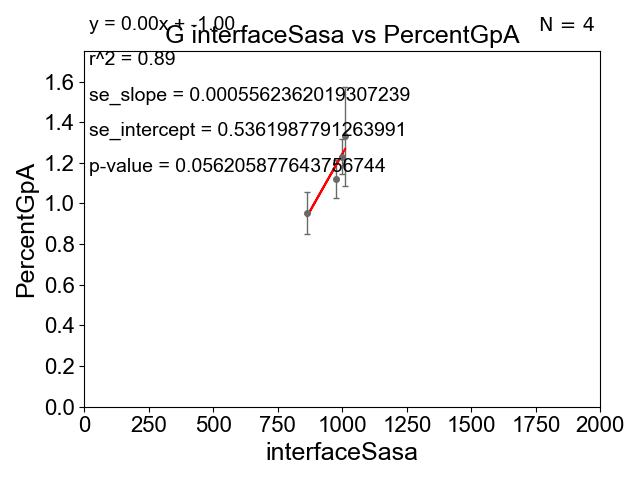 y = 0.00x + -1.00
N = 4
G interfaceSasa vs PercentGpA
r^2 = 0.89
se_slope = 0.0005562362019307239
se_intercept = 0.5361987791263991
p-value = 0.056205877643756744
PercentGpA
1.6
1.4
1.2
1.0
0.8
0.6
0.4
0.2
0.0
0 250 500 750 1000 1250 1500 1750 2000
interfaceSasa